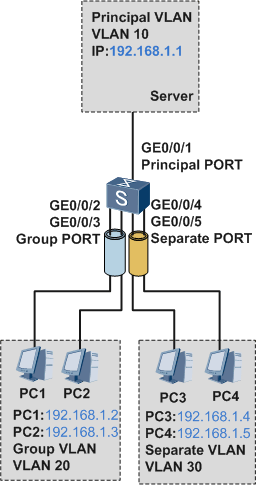 Principal VLAN
VLAN 10
IP:192.168.1.1
Server
GE0/0/1
Principal PORT
S
GE0/0/2
GE0/0/3
Group PORT
GE0/0/4
GE0/0/5
Separate PORT
PC1
PC2
PC1:192.168.1.2
PC2:192.168.1.3
Group VLAN
VLAN 20
PC3
PC4
PC3:192.168.1.4
PC4:192.168.1.5
Separate VLAN
VLAN 30